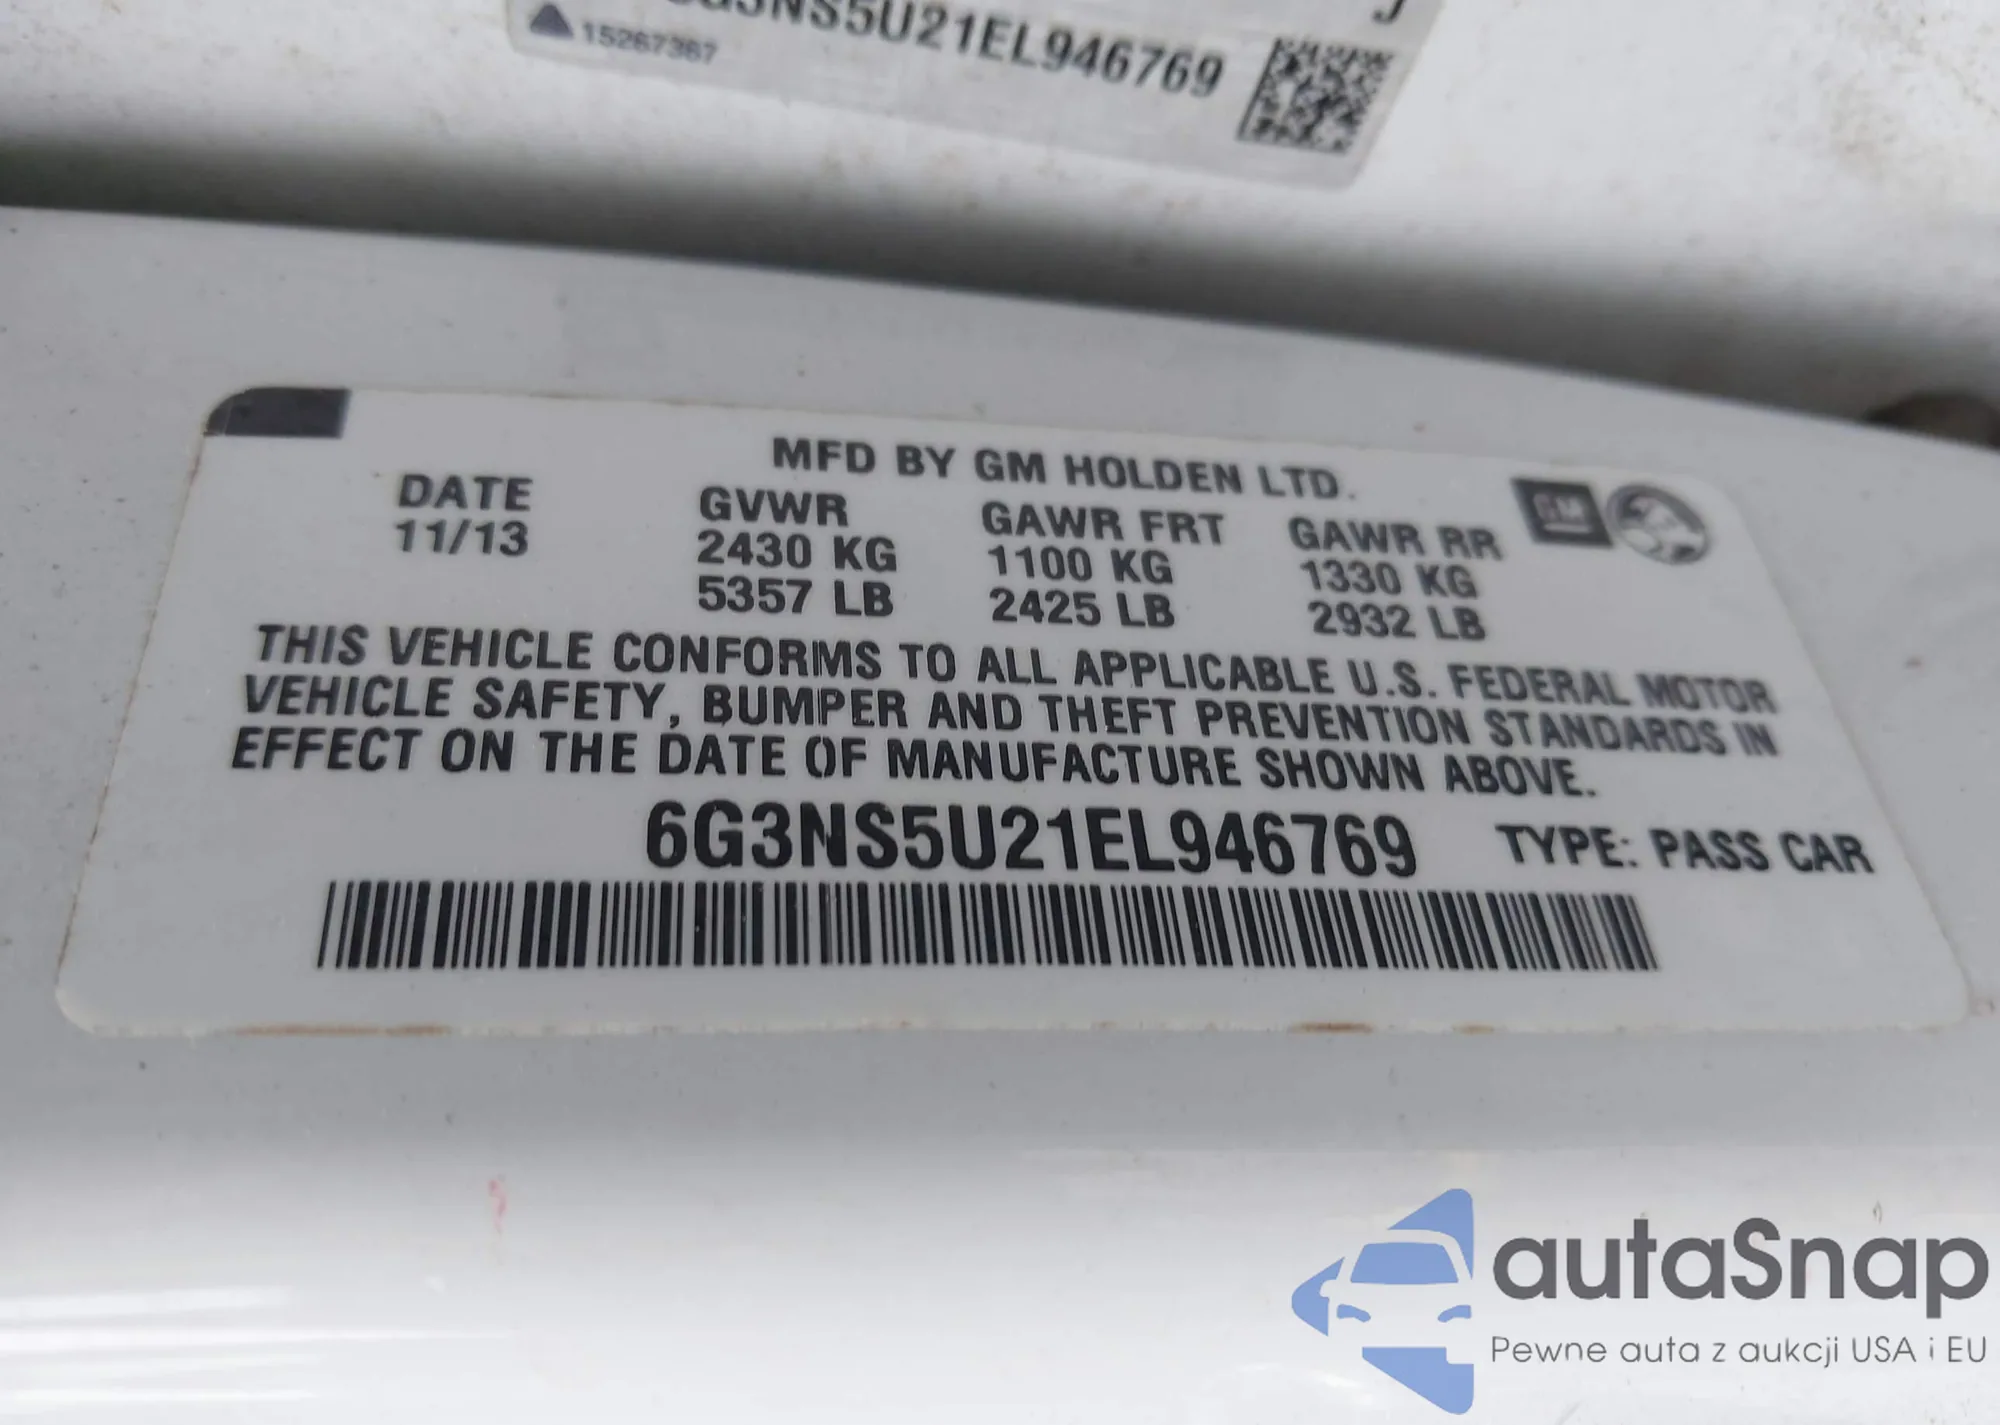 G3NS5U21EL946769
J
15267367
MFD BY GM HOLDEN LTD.
DATE
11/13
GVWR
2430 KG
5357 LB
GAWR FRT
1100 KG
2425 LB
GAWR RR
1330 KG
2932 LB
GM
THIS VEHICLE CONFORMS TO ALL APPLICABLE U.S. FEDERAL MOTOR
VEHICLE SAFETY, BUMPER AND THEFT PREVENTION STANDARDS IN
EFFECT ON THE DATE OF MANUFACTURE SHOWN ABOVE.
6G3NS5U21EL946769 TYPE: PASS CAR
autaSnap
Pewne auta z aukcji USA i EU